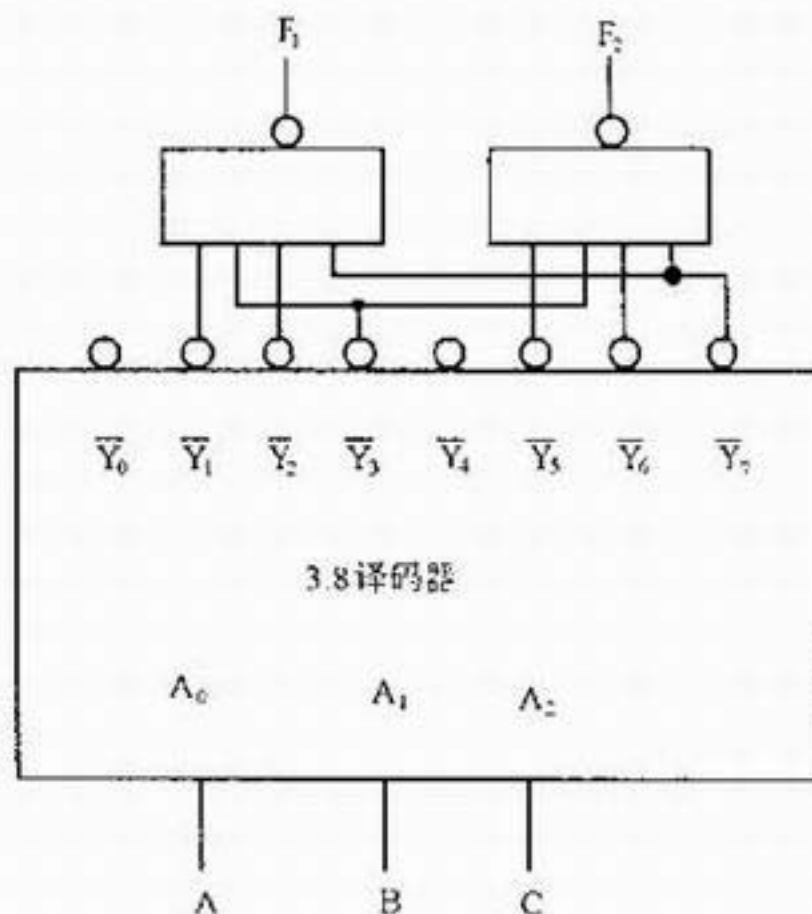 F₁ F₂
Y̅₀ Y̅₁ Y̅₂ Y̅₃ Y̅₄ Y̅₅ Y̅₆ Y̅₇
3.8译码器
A₀ A₁ A₂
A B C